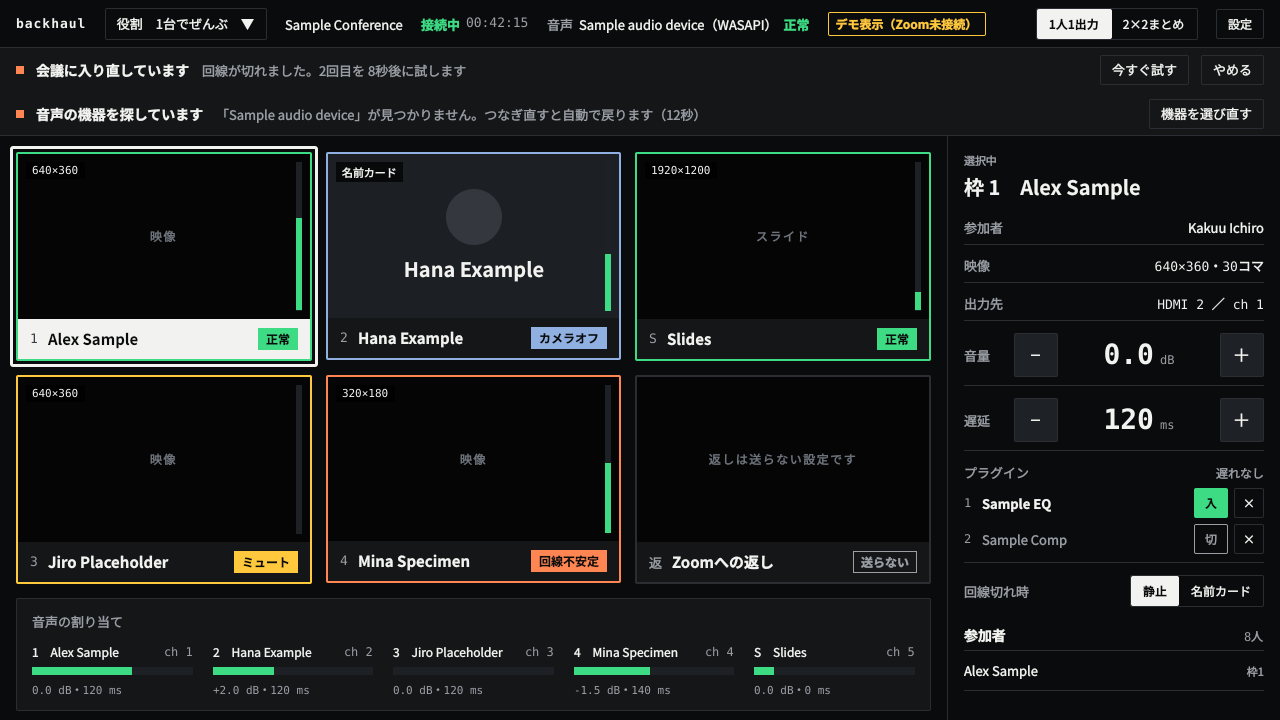 backhaul 役割 1台でぜんぶ ▼ Sample Conference 接続中 00:42:15 音声 Sample audio device（WASAPI） 正常 デモ表示（Zoom未接続） 1人1出力 2×2まとめ 設定
会議に入り直しています 回線が切れました。2回目を 8秒後に試します 今すぐ試す やめる
音声の機器を探しています 「Sample audio device」が見つかりません。つなぎ直すと自動で戻ります（12秒） 機器を選び直す
640×360
映像
1 Alex Sample 正常
名前カード
Hana Example
2 Hana Example カメラオフ
1920×1200
スライド
S Slides 正常
640×360
映像
3 Jiro Placeholder ミュート
320×180
映像
4 Mina Specimen 回線不安定
返しは送らない設定です
返 Zoomへの返し 送らない
音声の割り当て
1 Alex Sample ch 1
0.0 dB・120 ms
2 Hana Example ch 2
+2.0 dB・120 ms
3 Jiro Placeholder ch 3
0.0 dB・120 ms
4 Mina Specimen ch 4
-1.5 dB・140 ms
S Slides ch 5
0.0 dB・0 ms
選択中
枠 1 Alex Sample
参加者 Kakuu Ichiro
映像 640×360・30コマ
出力先 HDMI 2 ／ ch 1
音量 − 0.0 dB ＋
遅延 − 120 ms ＋
プラグイン 遅れなし
1 Sample EQ 入 ×
2 Sample Comp 切 ×
回線切れ時 静止 名前カード
参加者 8人
Alex Sample 枠1